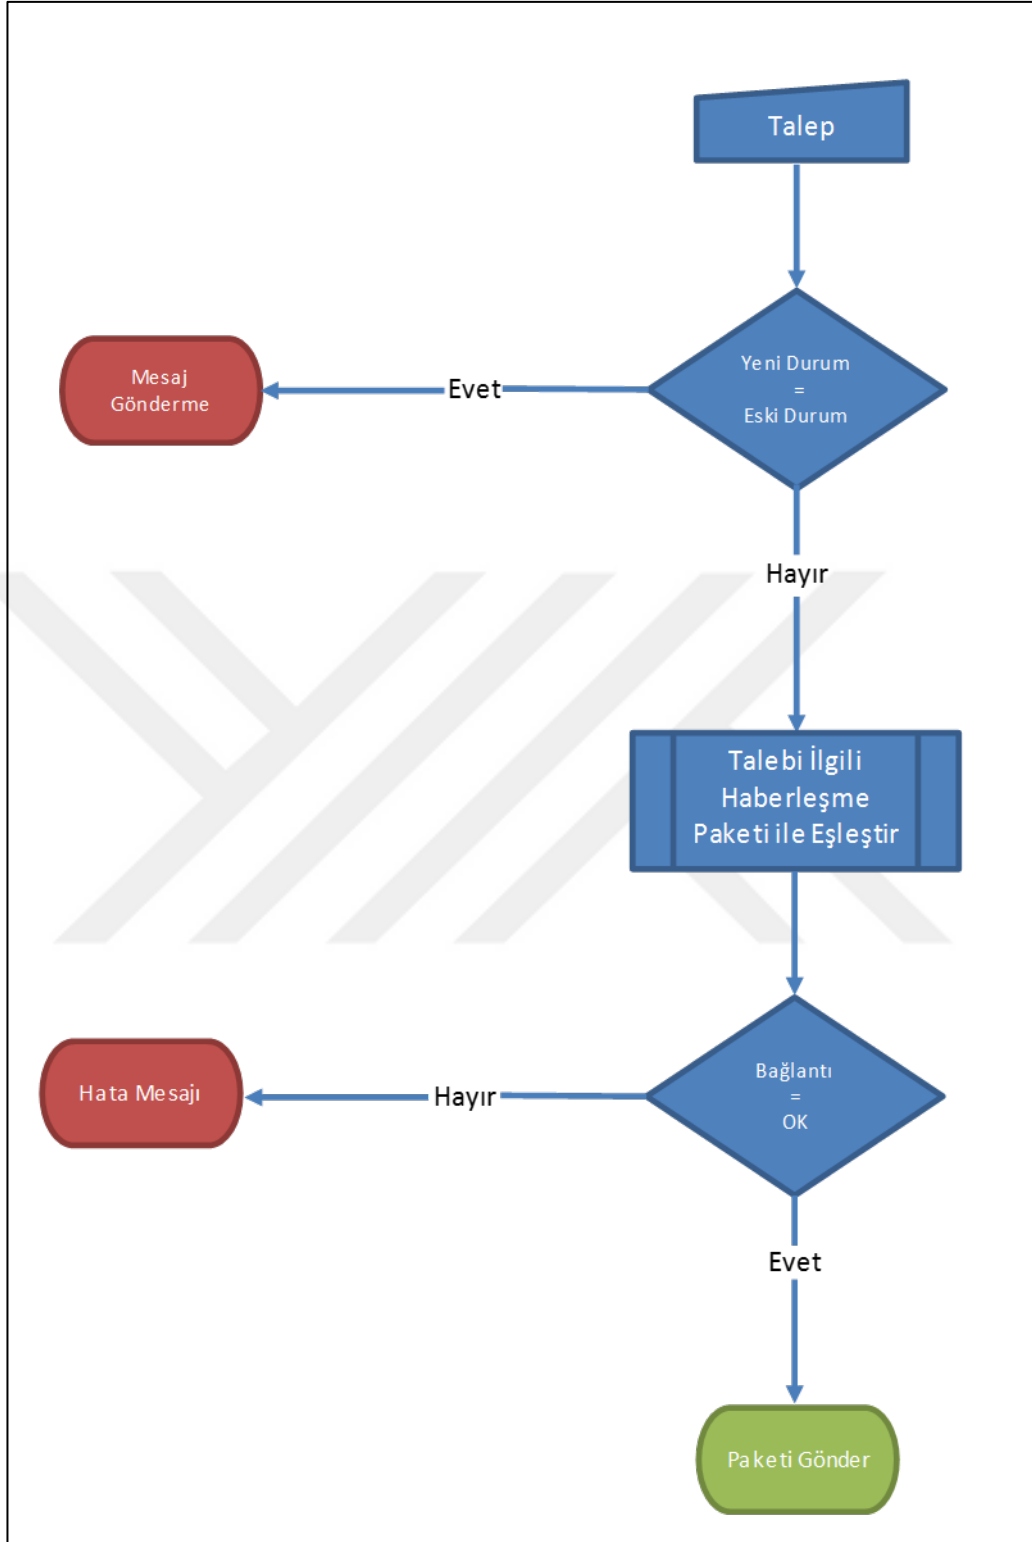 Talep
Yeni Durum
=
Eski Durum
Evet
Mesaj
Gönderme
Hayır
Talebi İlgili
Haberleşme
Paketi ile Eşleştir
Bağlantı
=
OK
Hayır
Hata Mesajı
Evet
Paketi Gönder